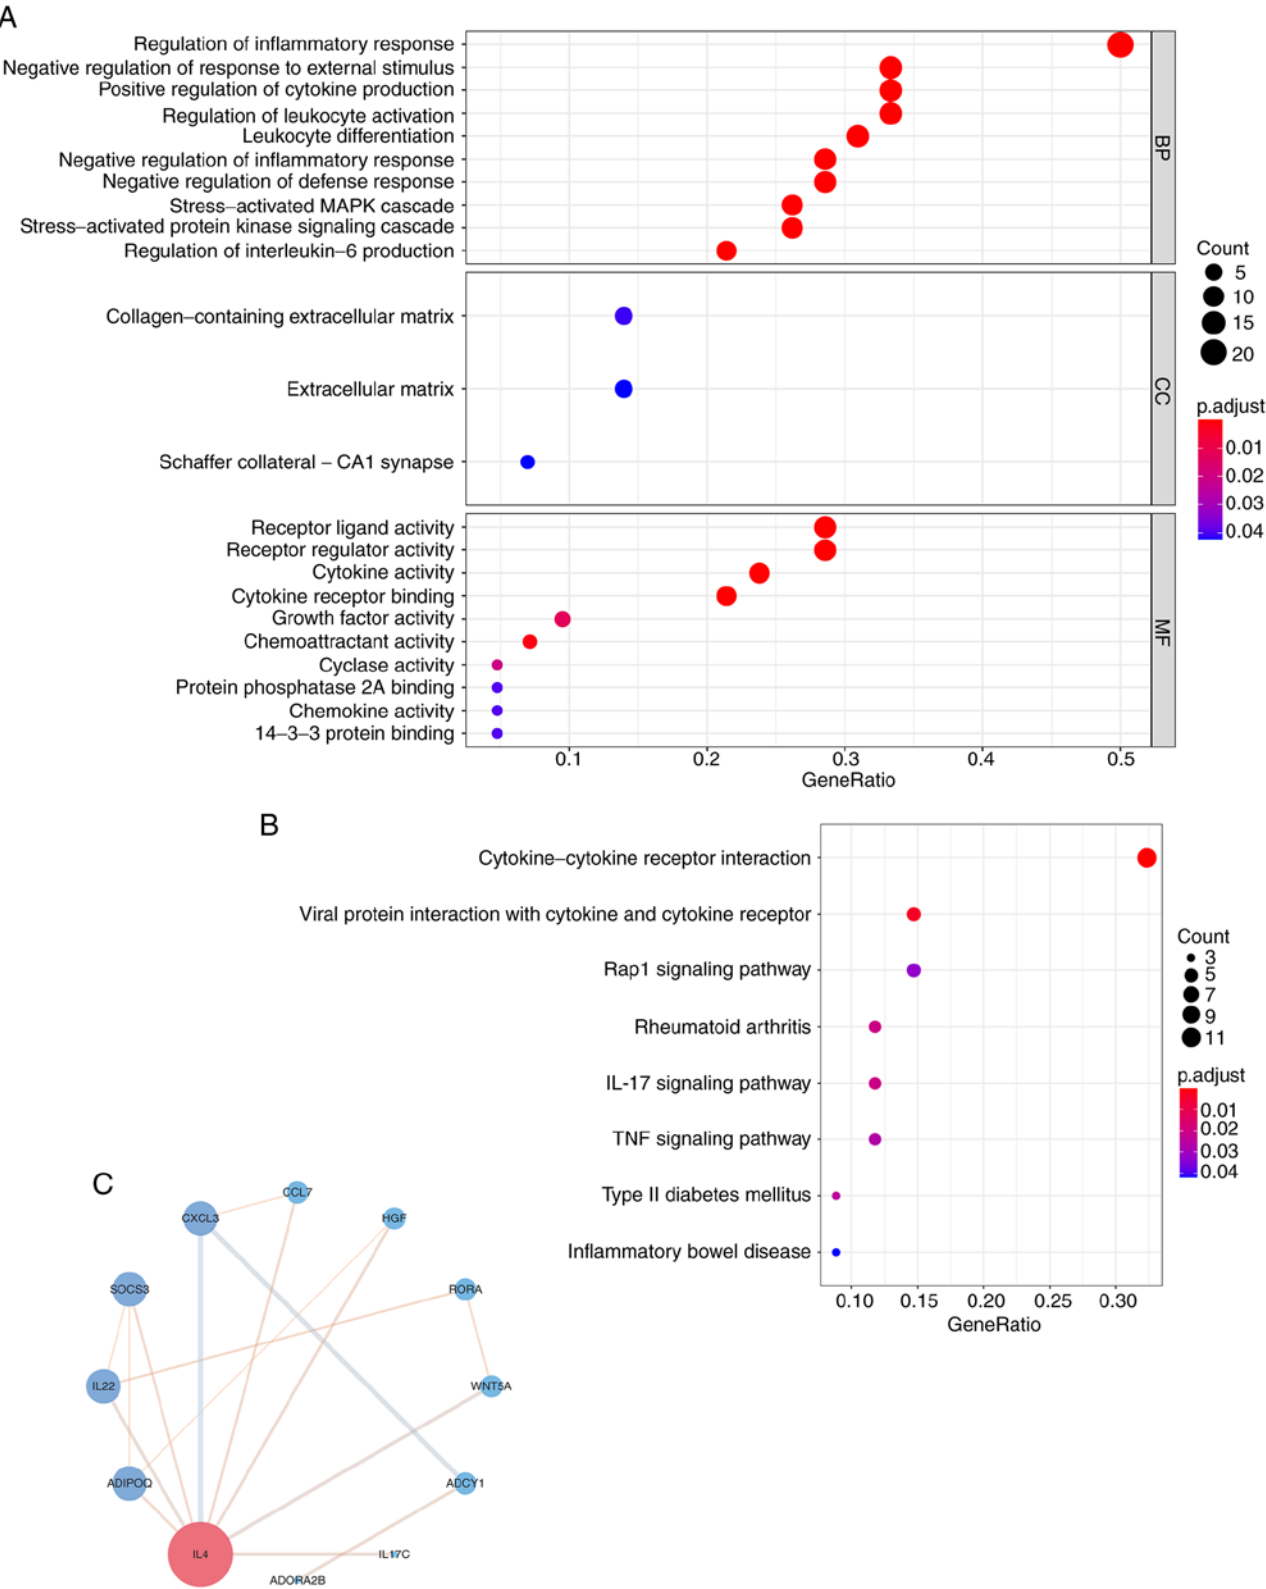 A
Regulation of inflammatory response
Negative regulation of response to external stimulus
Positive regulation of cytokine production
Regulation of leukocyte activation
Leukocyte differentiation
Negative regulation of inflammatory response
Negative regulation of defense response
Stress–activated MAPK cascade
Stress–activated protein kinase signaling cascade
Regulation of interleukin–6 production
BP
Collagen–containing extracellular matrix
Extracellular matrix
Schaffer collateral – CA1 synapse
CC
Receptor ligand activity
Receptor regulator activity
Cytokine activity
Cytokine receptor binding
Growth factor activity
Chemoattractant activity
Cyclase activity
Protein phosphatase 2A binding
Chemokine activity
14–3–3 protein binding
MF
0.1 0.2 0.3 0.4 0.5
GeneRatio
Count
5
10
15
20
p.adjust
0.01
0.02
0.03
0.04
B
Cytokine–cytokine receptor interaction
Viral protein interaction with cytokine and cytokine receptor
Rap1 signaling pathway
Rheumatoid arthritis
IL-17 signaling pathway
TNF signaling pathway
Type II diabetes mellitus
Inflammatory bowel disease
0.10 0.15 0.20 0.25 0.30
GeneRatio
Count
3
5
7
9
11
p.adjust
0.01
0.02
0.03
0.04
C
CCL7
CXCL3
HGF
SOCS3
RORA
IL22
WNT5A
ADIPOQ
ADCY1
IL4
IL17C
ADORA2B